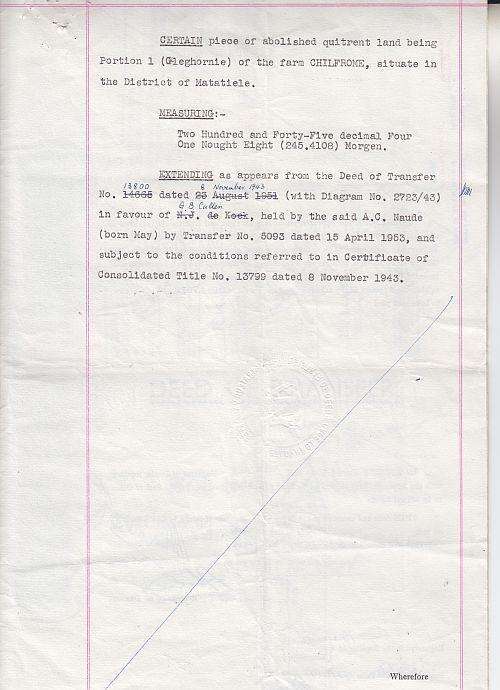 CERTAIN piece of abolished quitrent land being
Portion 1 (Gleghornie) of the farm CHILFROME, situate in
the District of Matatiele.
MEASURING:-
Two Hundred and Forty-Five decimal Four
One Nought Eight (245.4108) Morgen.
EXTENDING as appears from the Deed of Transfer
13800 8 November 1943
No. 14665 dated 23 August 1951 (with Diagram No. 2723/43)
G B Cullen
in favour of N.J. de Kock, held by the said A.C. Naude
(born May) by Transfer No. 5093 dated 15 April 1953, and
subject to the conditions referred to in Certificate of
Consolidated Title No. 13799 dated 8 November 1943.
Wherefore